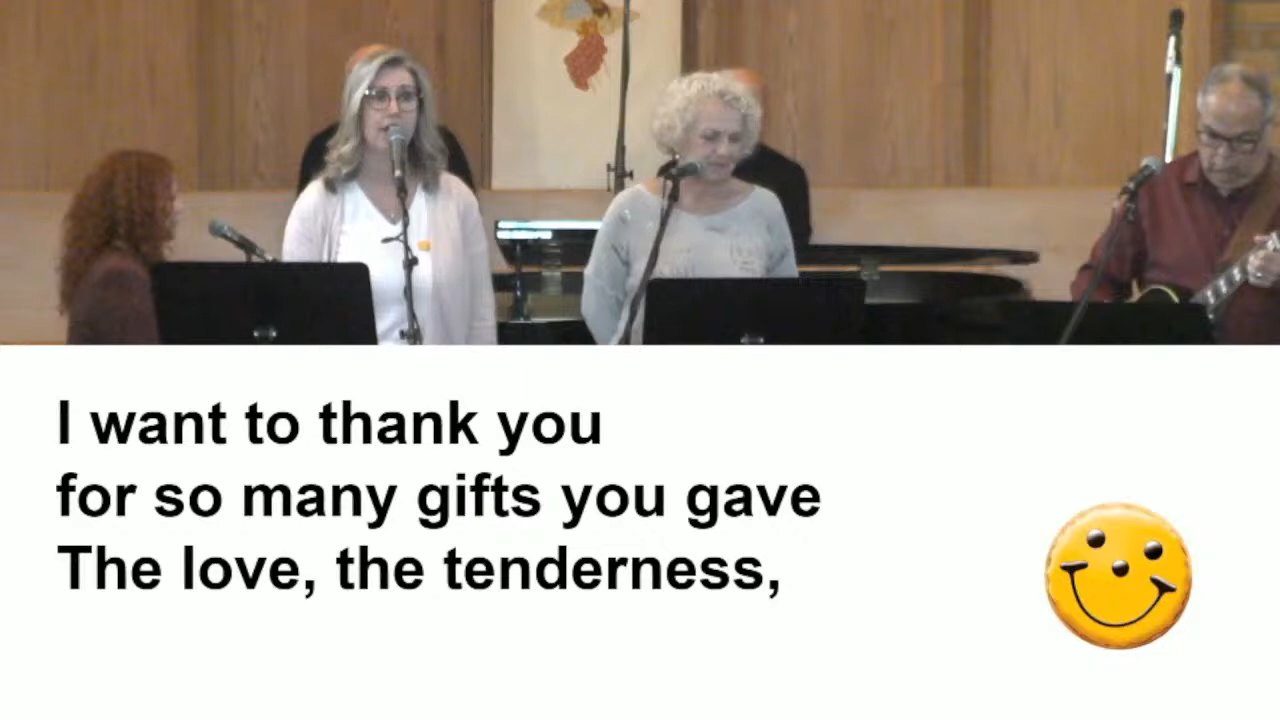 I want to thank you
for so many gifts you gave
The love, the tenderness,